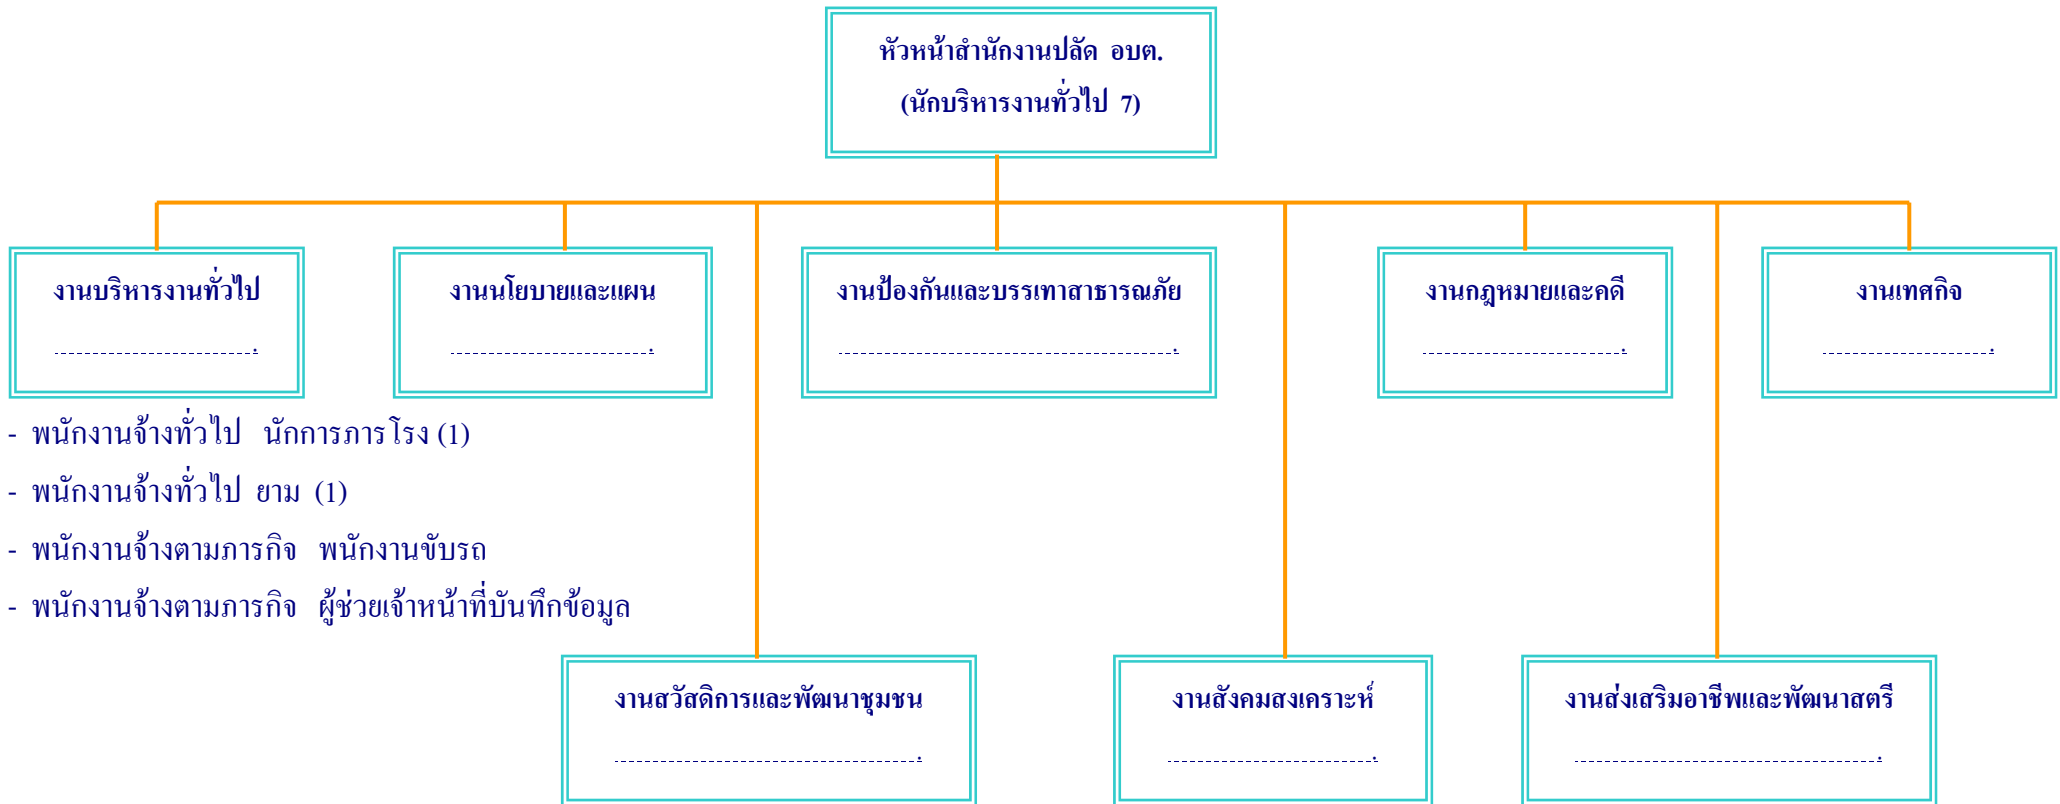 หัวหน้าสำนักงานปลัด อบต.
(นักบริหารงานทั่วไป 7)
งานบริหารงานทั่วไป
งานนโยบายและแผน
งานป้องกันและบรรเทาสาธารณภัย
งานกฎหมายและคดี
งานเทศกิจ
- พนักงานจ้างทั่วไป นักการภารโรง (1)
- พนักงานจ้างทั่วไป ยาม (1)
- พนักงานจ้างตามภารกิจ พนักงานขับรถ
- พนักงานจ้างตามภารกิจ ผู้ช่วยเจ้าหน้าที่บันทึกข้อมูล
งานสวัสดิการและพัฒนาชุมชน
งานสังคมสงเคราะห์
งานส่งเสริมอาชีพและพัฒนาสตรี